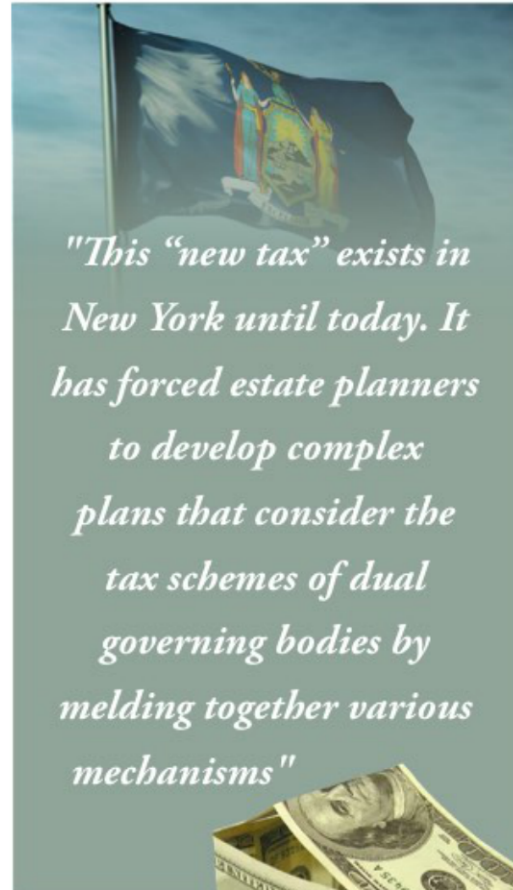 "This “new tax” exists in
New York until today. It
has forced estate planners
to develop complex
plans that consider the
tax schemes of dual
governing bodies by
melding together various
mechanisms"